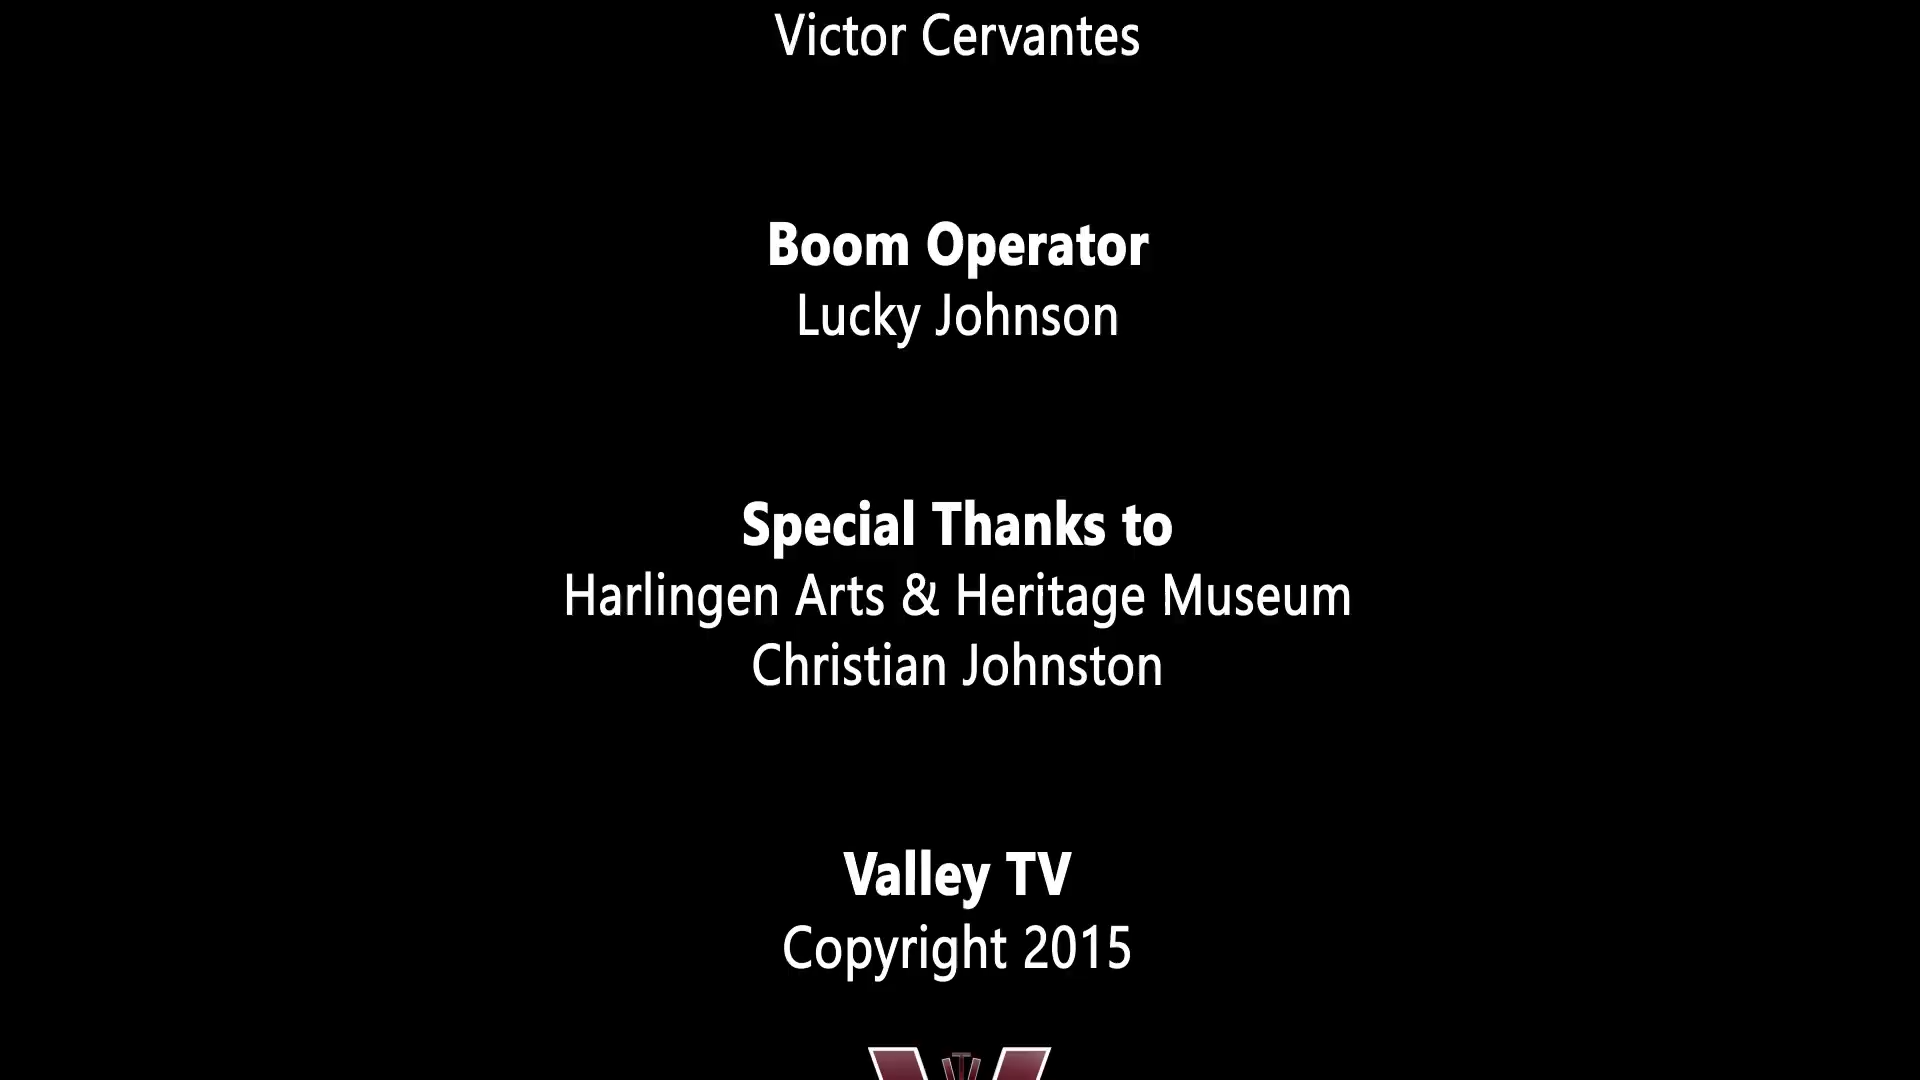 Victor Cervantes
Boom Operator
Lucky Johnson
Special Thanks to
Harlingen Arts & Heritage Museum
Christian Johnston
Valley TV
Copyright 2015